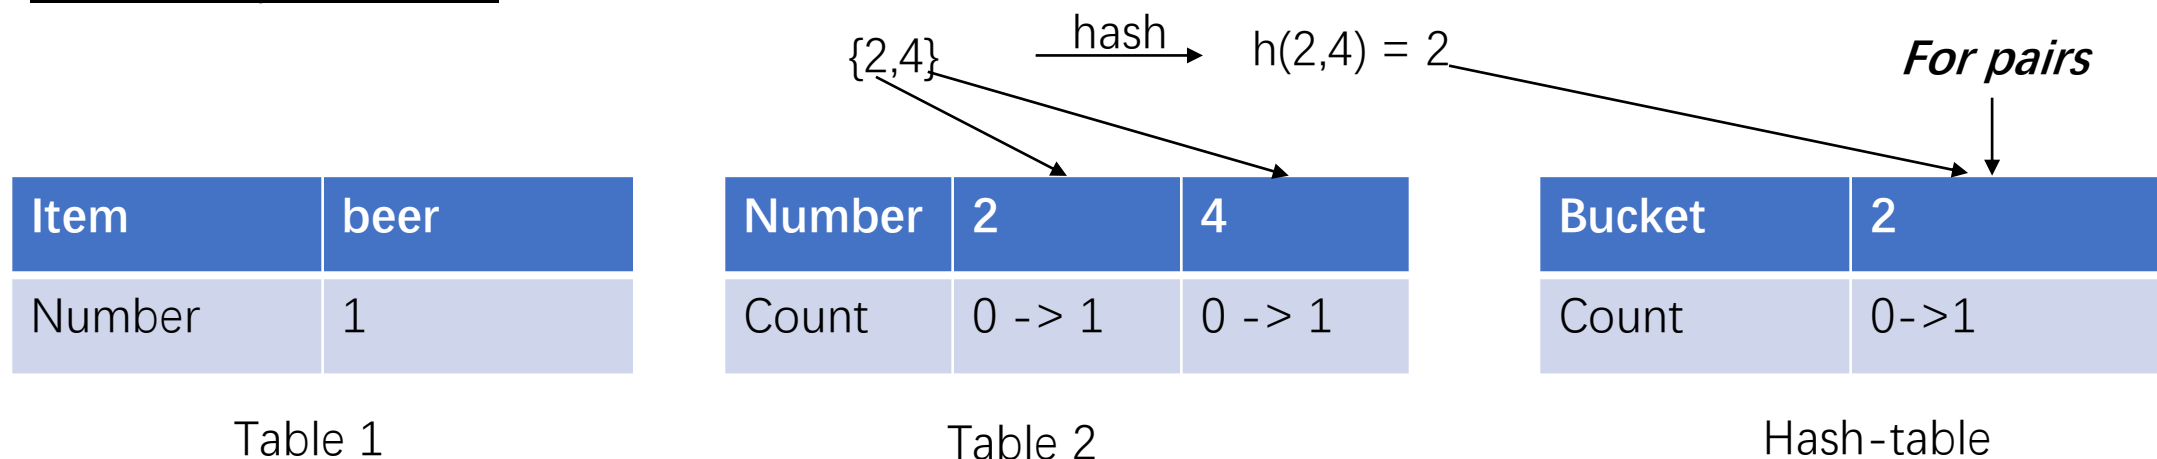 {2,4} hash h(2,4) = 2 For pairs
Item beer
Number 1
Table 1
Number 2 4
Count 0 -> 1 0 -> 1
Table 2
Bucket 2
Count 0->1
Hash-table